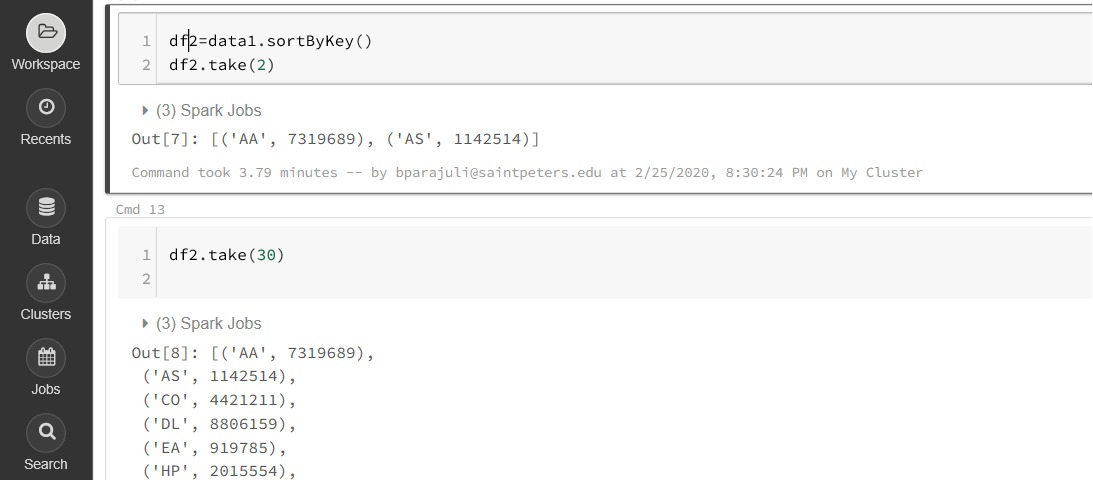 Workspace
Recents
Data
Clusters
Jobs
Search
1 df2=data1.sortByKey()
2 df2.take(2)
(3) Spark Jobs
Out[7]: [('AA', 7319689), ('AS', 1142514)]
Command took 3.79 minutes -- by bparajuli@saintpeters.edu at 2/25/2020, 8:30:24 PM on My Cluster
Cmd 13
1 df2.take(30)
2
(3) Spark Jobs
Out[8]: [('AA', 7319689),
('AS', 1142514),
('CO', 4421211),
('DL', 8806159),
('EA', 919785),
('HP', 2015554),